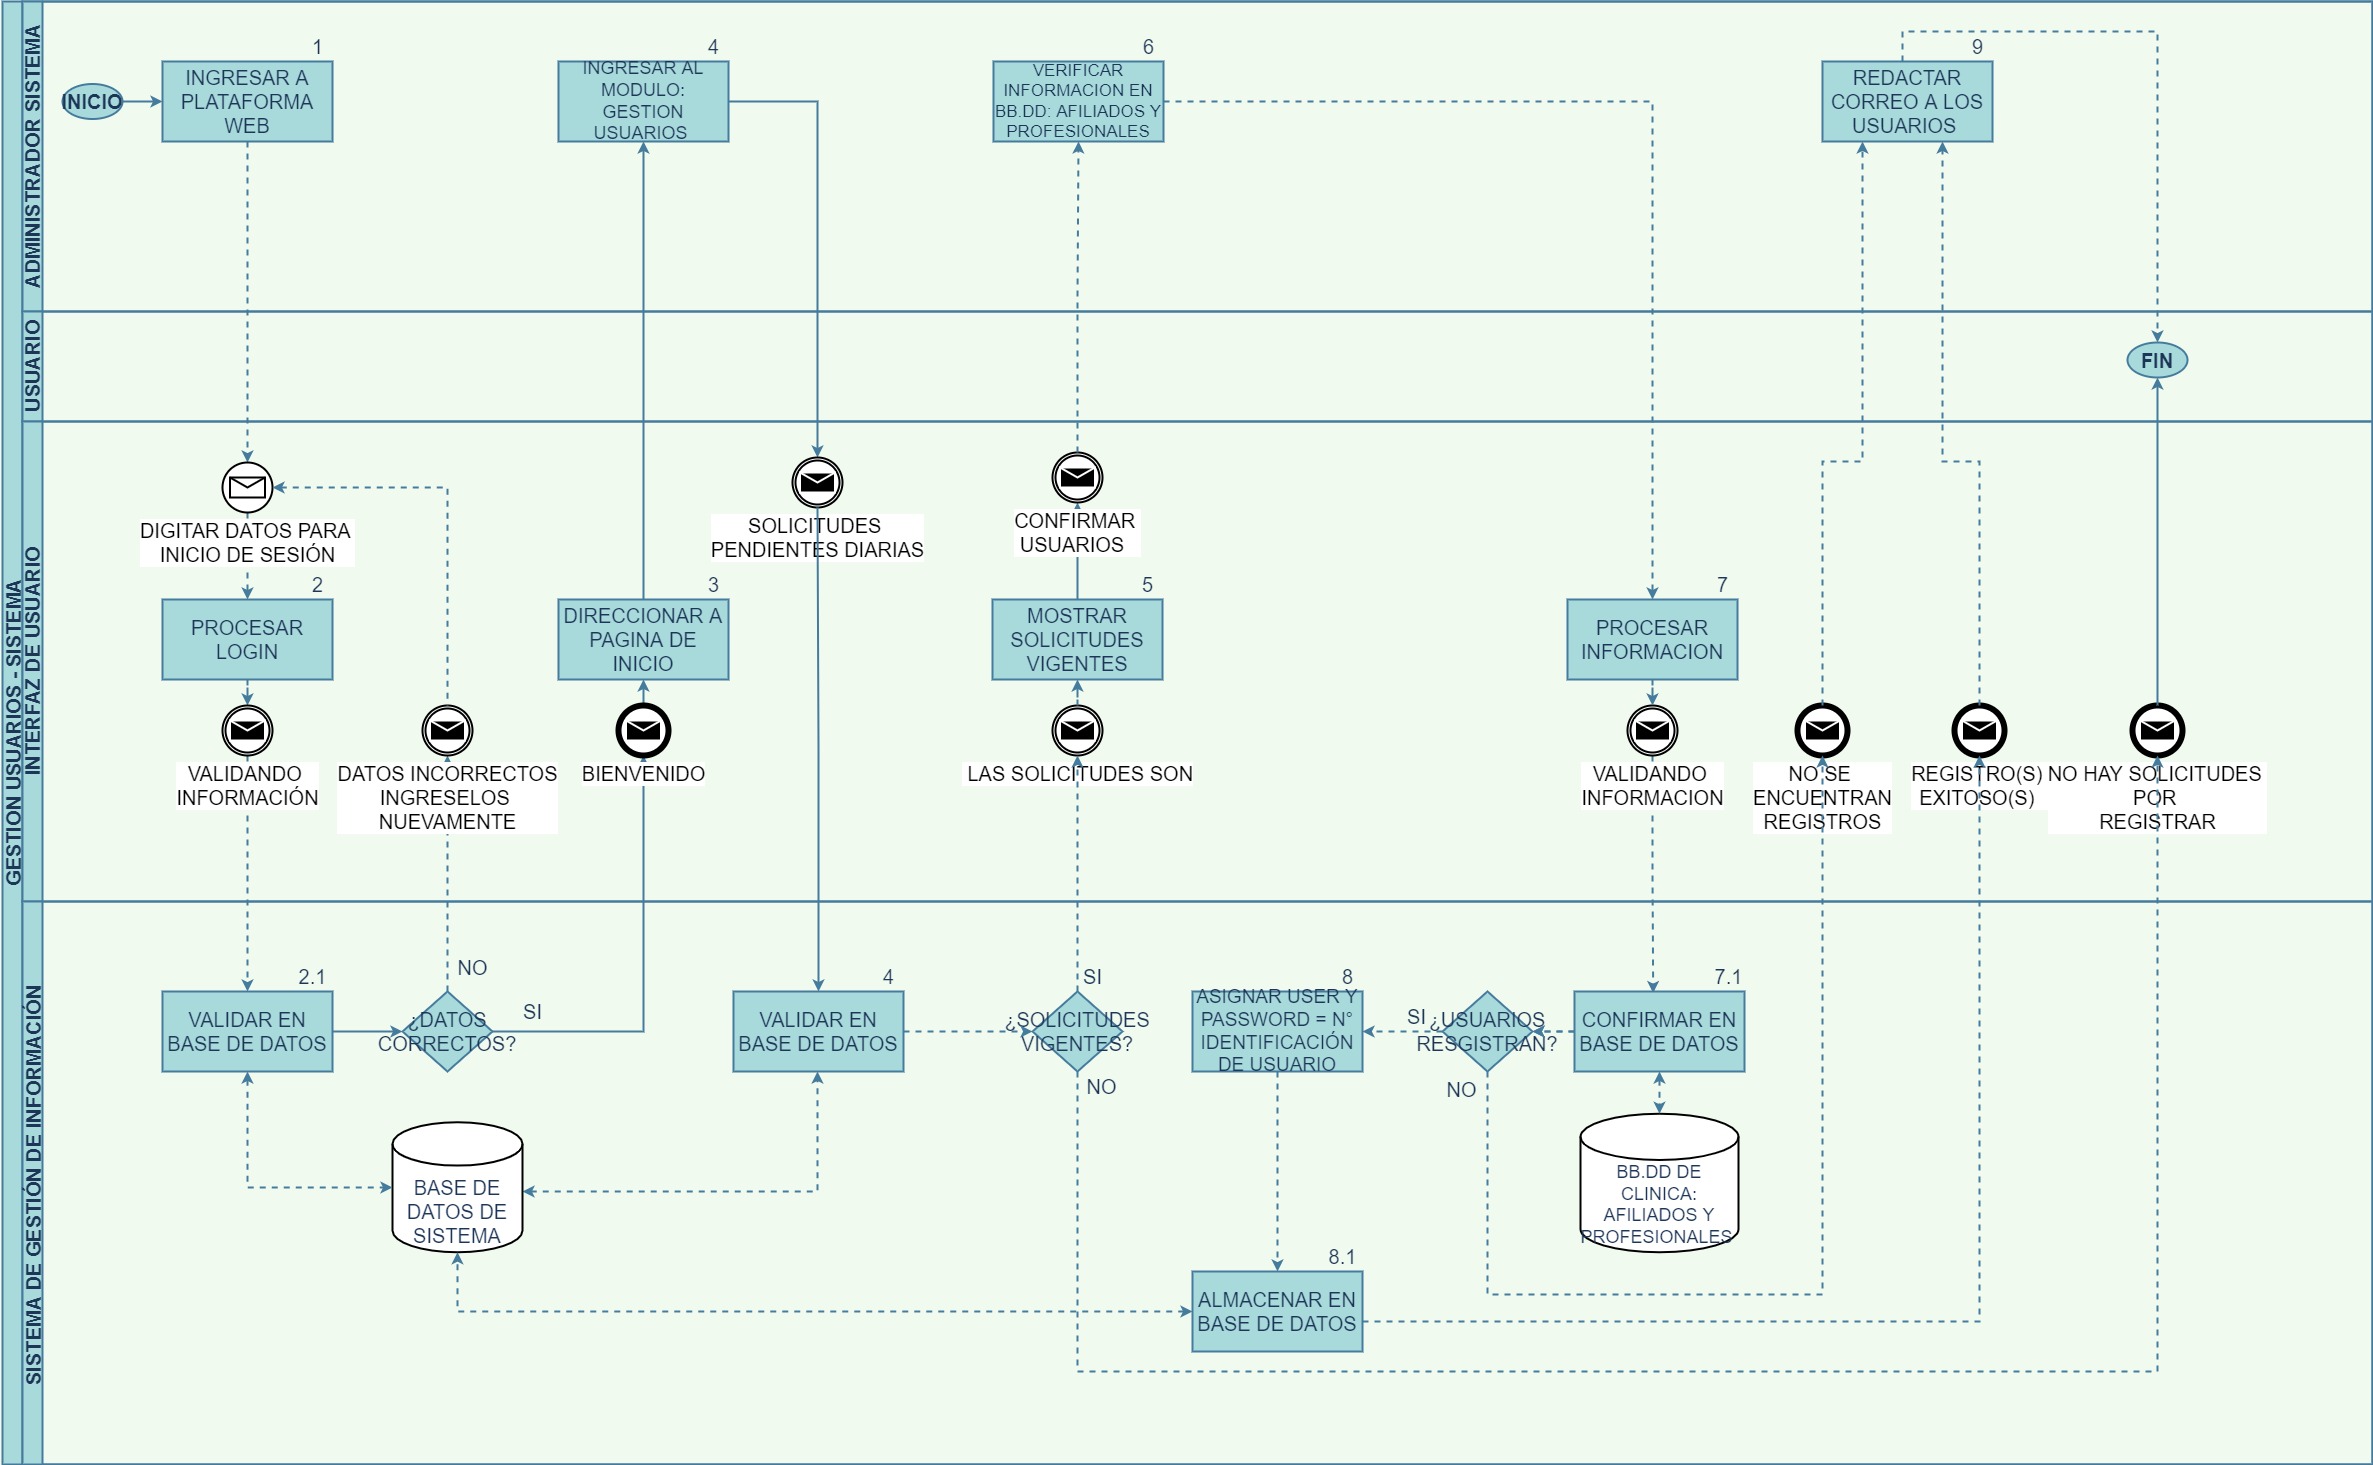 GESTION USUARIOS - SISTEMA
ADMINISTRADOR SISTEMA
INICIO
1
INGRESAR A
PLATAFORMA
WEB
4
INGRESAR AL
MODULO:
GESTION
USUARIOS
6
VERIFICAR
INFORMACION EN
BB.DD: AFILIADOS Y
PROFESIONALES
9
REDACTAR
CORREO A LOS
USUARIOS
USUARIO
FIN
INTERFAZ DE USUARIO
DIGITAR DATOS PARA
INICIO DE SESIÓN
SOLICITUDES
PENDIENTES DIARIAS
CONFIRMAR
USUARIOS
2
PROCESAR
LOGIN
3
DIRECCIONAR A
PAGINA DE
INICIO
5
MOSTRAR
SOLICITUDES
VIGENTES
7
PROCESAR
INFORMACION
VALIDANDO
INFORMACIÓN
DATOS INCORRECTOS
INGRESELOS
NUEVAMENTE
BIENVENIDO
LAS SOLICITUDES SON
VALIDANDO
INFORMACION
NO SE
ENCUENTRAN
REGISTROS
REGISTRO(S)
EXITOSO(S)
NO HAY SOLICITUDES
POR
REGISTRAR
SISTEMA DE GESTIÓN DE INFORMACIÓN
2.1
VALIDAR EN
BASE DE DATOS
NO
¿DATOS
CORRECTOS?
SI
4
VALIDAR EN
BASE DE DATOS
SI
¿SOLICITUDES
VIGENTES?
NO
8
ASIGNAR USER Y
PASSWORD = N°
IDENTIFICACIÓN
DE USUARIO
SI
¿USUARIOS
RESGISTRAN?
NO
7.1
CONFIRMAR EN
BASE DE DATOS
BASE DE
DATOS DE
SISTEMA
BB.DD DE
CLINICA:
AFILIADOS Y
PROFESIONALES
8.1
ALMACENAR EN
BASE DE DATOS